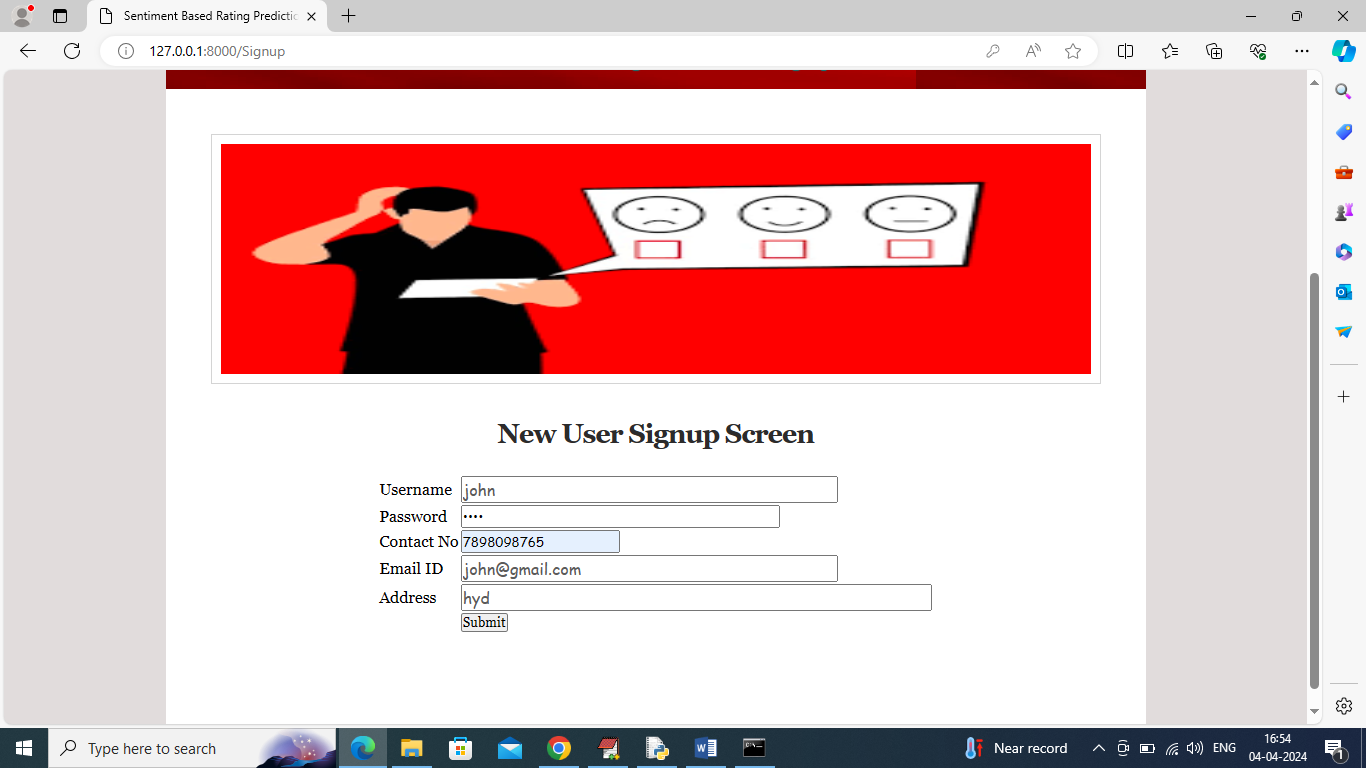 Sentiment Based Rating Predictio
127.0.0.1:8000/Signup
New User Signup Screen
Username john
Password ••••
Contact No 7898098765
Email ID john@gmail.com
Address hyd
Submit
Type here to search
Near record
ENG
16:54
04-04-2024
1